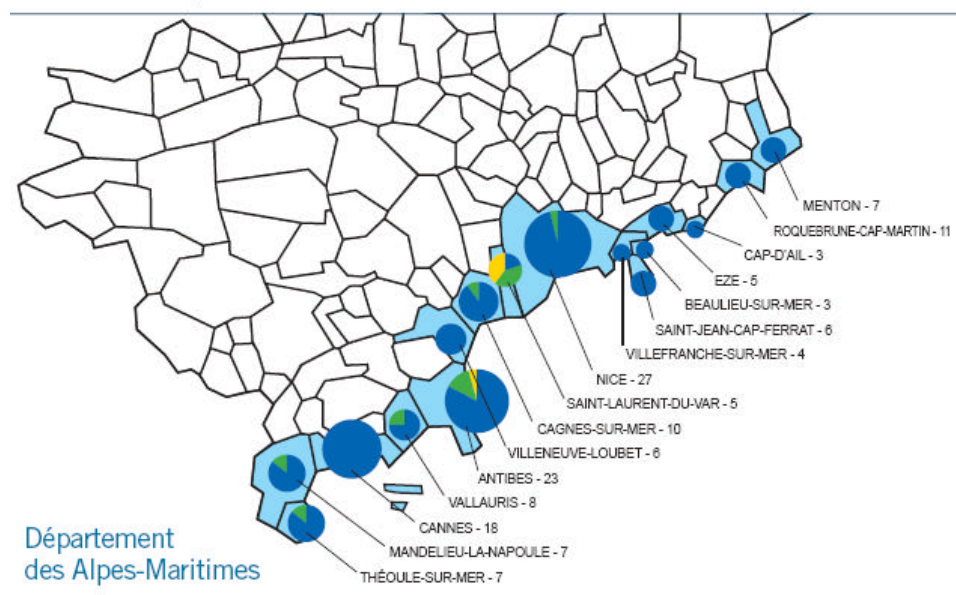 MENTON - 7
ROQUEBRUNE-CAP-MARTIN - 11
CAP-D'AIL - 3
EZE - 5
BEAULIEU-SUR-MER - 3
SAINT-JEAN-CAP-FERRAT - 6
VILLEFRANCHE-SUR-MER - 4
NICE - 27
SAINT-LAURENT-DU-VAR - 5
CAGNES-SUR-MER - 10
VILLENEUVE-LOUBET - 6
ANTIBES - 23
VALLAURIS - 8
CANNES - 18
MANDELIEU-LA-NAPOULE - 7
THÉOULE-SUR-MER - 7
Département
des Alpes-Maritimes